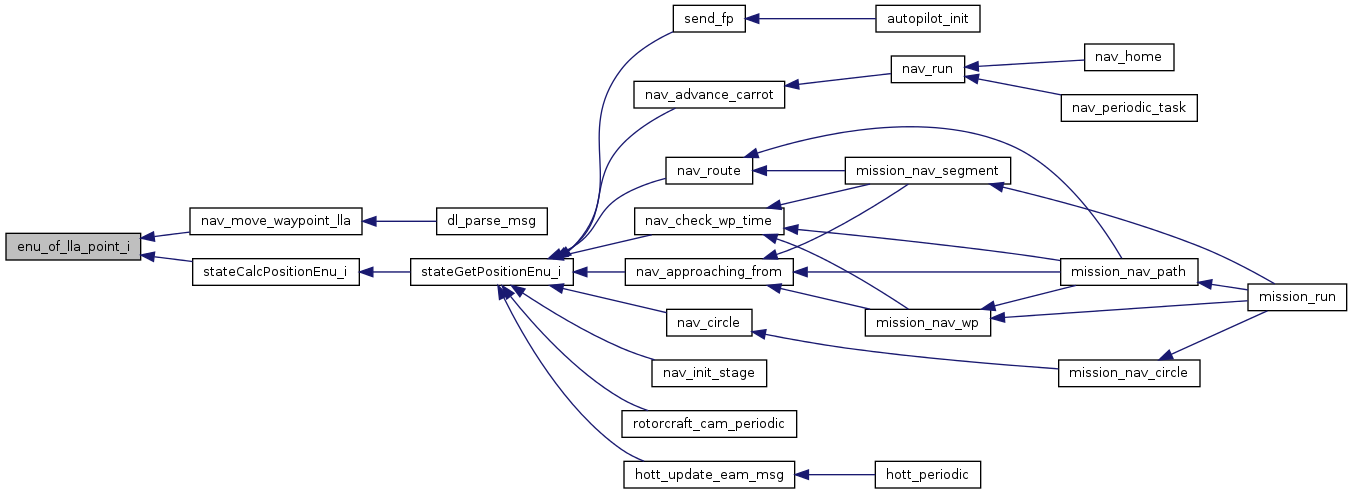 send_fp
autopilot_init
nav_home
nav_run
nav_advance_carrot
nav_periodic_task
nav_route
mission_nav_segment
nav_move_waypoint_lla
dl_parse_msg
nav_check_wp_time
enu_of_lla_point_i
stateCalcPositionEnu_i
stateGetPositionEnu_i
nav_approaching_from
mission_nav_path
mission_run
nav_circle
mission_nav_wp
nav_init_stage
mission_nav_circle
rotorcraft_cam_periodic
hott_update_eam_msg
hott_periodic